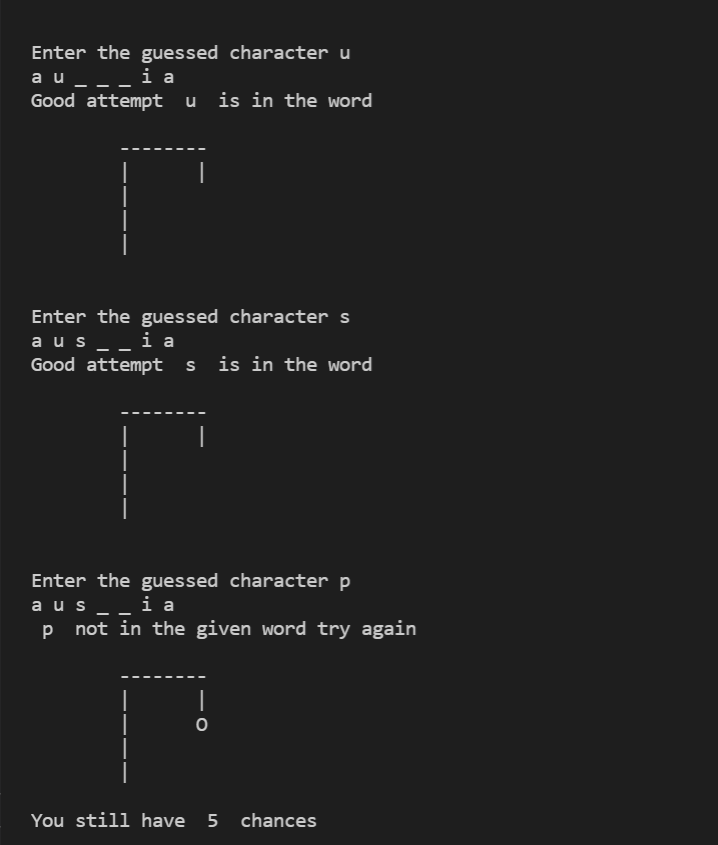 Enter the guessed character u
a u _ _ _ i a
Good attempt  u  is in the word
--------
|      |
|
|
|
Enter the guessed character s
a u s _ _ i a
Good attempt  s  is in the word
--------
|      |
|
|
|
Enter the guessed character p
a u s _ _ i a
p  not in the given word try again
--------
|      |
|      O
|
|
You still have  5  chances